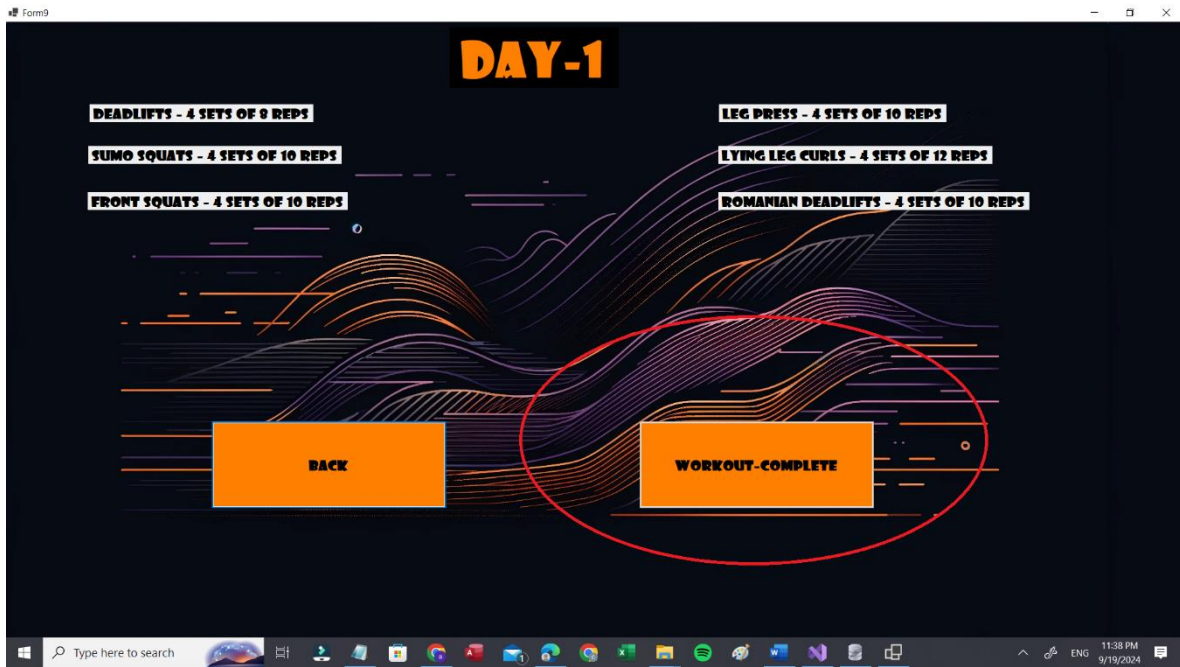 Form9
DAY-1
DEADLIFTS - 4 SETS OF 8 REPS
LEG PRESS - 4 SETS OF 10 REPS
SUMO SQUATS - 4 SETS OF 10 REPS
LYING LEG CURLS - 4 SETS OF 12 REPS
FRONT SQUATS - 4 SETS OF 10 REPS
ROMANIAN DEADLIFTS - 4 SETS OF 10 REPS
BACK
WORKOUT-COMPLETE
Type here to search
ENG
11:38 PM
9/19/2024